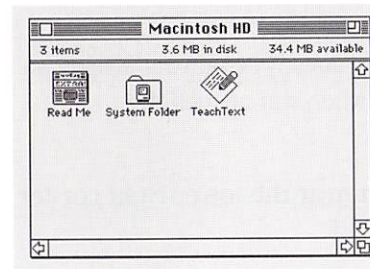 Macintosh HD
3 items 3.6 MB in disk 34.4 MB available
Read Me System Folder TeachText